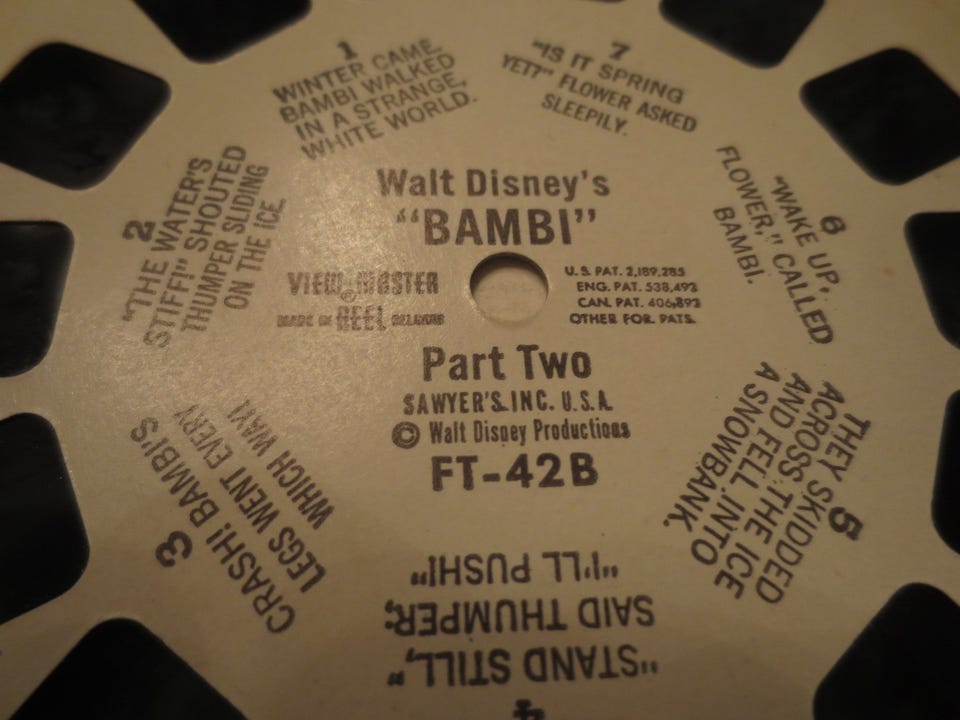 Walt Disney's
"BAMBI"
VIEW-MASTER
®
MADE IN REEL BELGIUM
U.S. PAT. 2,189,285
ENG. PAT. 538,493
CAN. PAT. 406,893
OTHER FOR. PATS.
Part Two
SAWYER'S.INC. U.S.A.
© Walt Disney Productions
FT-42B
1
WINTER CAME.
BAMBI WALKED
IN A STRANGE,
WHITE WORLD.
2
"THE WATER'S
STIFF!" SHOUTED
THUMPER SLIDING
ON THE ICE.
3
CRASH! BAMBI'S
LEGS WENT EVERY
WHICH WAY!
4
"STAND STILL,"
SAID THUMPER;
"I'LL PUSH!"
5
THEY SKIDDED
ACROSS THE ICE
AND FELL INTO
A SNOWBANK.
6
"WAKE UP,
FLOWER," CALLED
BAMBI.
7
"IS IT SPRING
YET?" FLOWER ASKED
SLEEPILY.